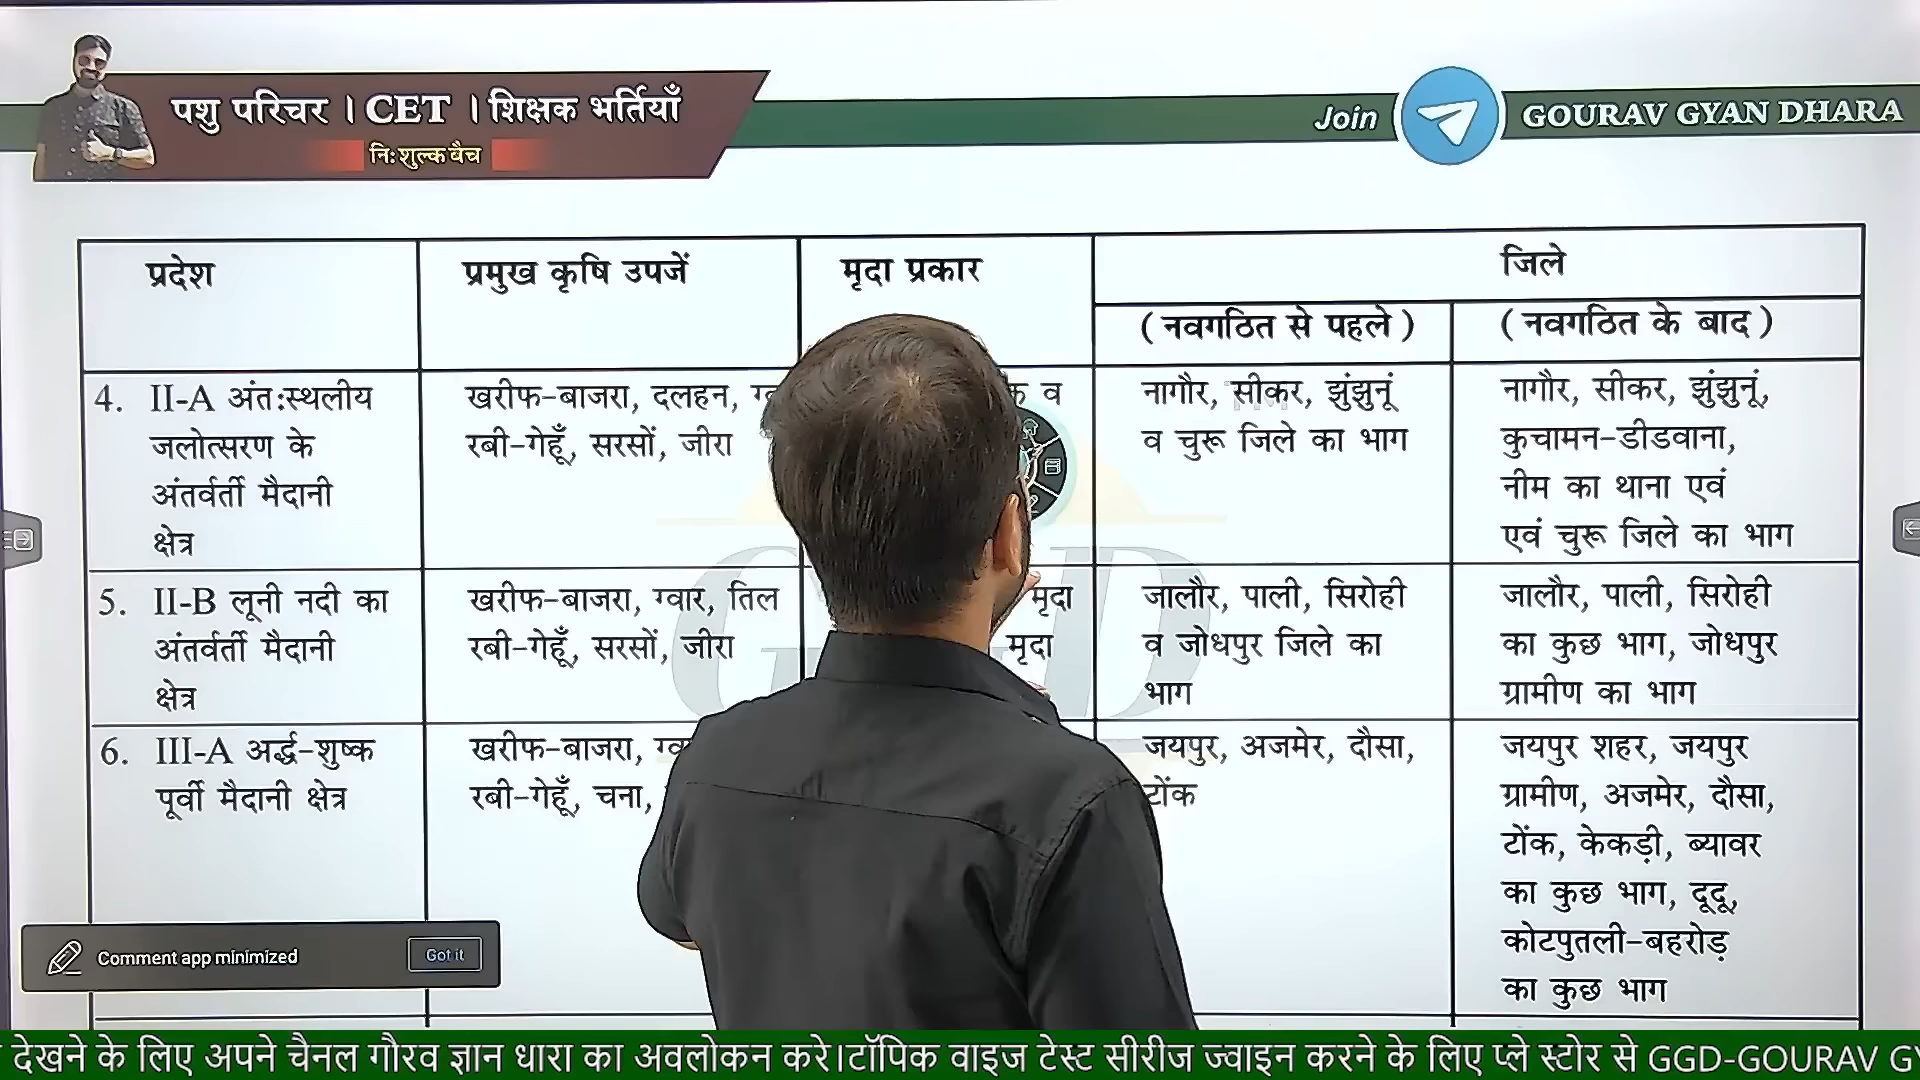 पशु परिचर । CET । शिक्षक भर्तियाँ
नि:शुल्क बैच
Join
GOURAV GYAN DHARA
प्रदेश
प्रमुख कृषि उपजें
मृदा प्रकार
जिले
(नवगठित से पहले)
(नवगठित के बाद)
4. II-A अंत:स्थलीय
जलोत्सरण के
अंतर्वर्ती मैदानी
क्षेत्र
खरीफ-बाजरा, दलहन,
रबी-गेहूँ, सरसों, जीरा
व
नागौर, सीकर, झुंझुनूं
व चुरू जिले का भाग
नागौर, सीकर, झुंझुनूं,
कुचामन-डीडवाना,
नीम का थाना एवं
एवं चुरू जिले का भाग
5. II-B लूनी नदी का
अंतर्वर्ती मैदानी
क्षेत्र
खरीफ-बाजरा, ग्वार, तिल
रबी-गेहूँ, सरसों, जीरा
मृदा
मृदा
जालौर, पाली, सिरोही
व जोधपुर जिले का
भाग
जालौर, पाली, सिरोही
का कुछ भाग, जोधपुर
ग्रामीण का भाग
6. III-A अर्द्ध-शुष्क
पूर्वी मैदानी क्षेत्र
खरीफ-बाजरा,
रबी-गेहूँ, चना,
जयपुर, अजमेर, दौसा,
टोंक
जयपुर शहर, जयपुर
ग्रामीण, अजमेर, दौसा,
टोंक, केकड़ी, ब्यावर
का कुछ भाग, दूदू,
कोटपुतली-बहरोड़
का कुछ भाग
Comment app minimized
Got it
देखने के लिए अपने चैनल गौरव ज्ञान धारा का अवलोकन करे।टॉपिक वाइज टेस्ट सीरीज ज्वाइन करने के लिए प्ले स्टोर से GGD-GOURAV